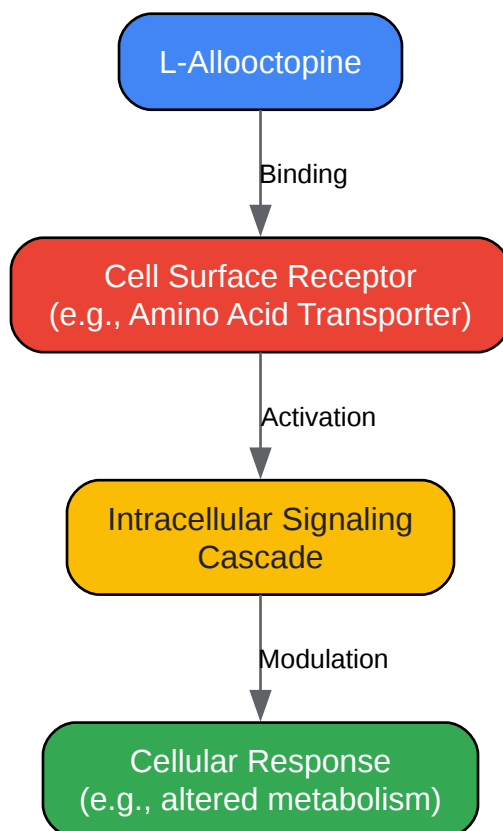 L-Allooctopine
Binding
Cell Surface Receptor
(e.g., Amino Acid Transporter)
Activation
Intracellular Signaling
Cascade
Modulation
Cellular Response
(e.g., altered metabolism)